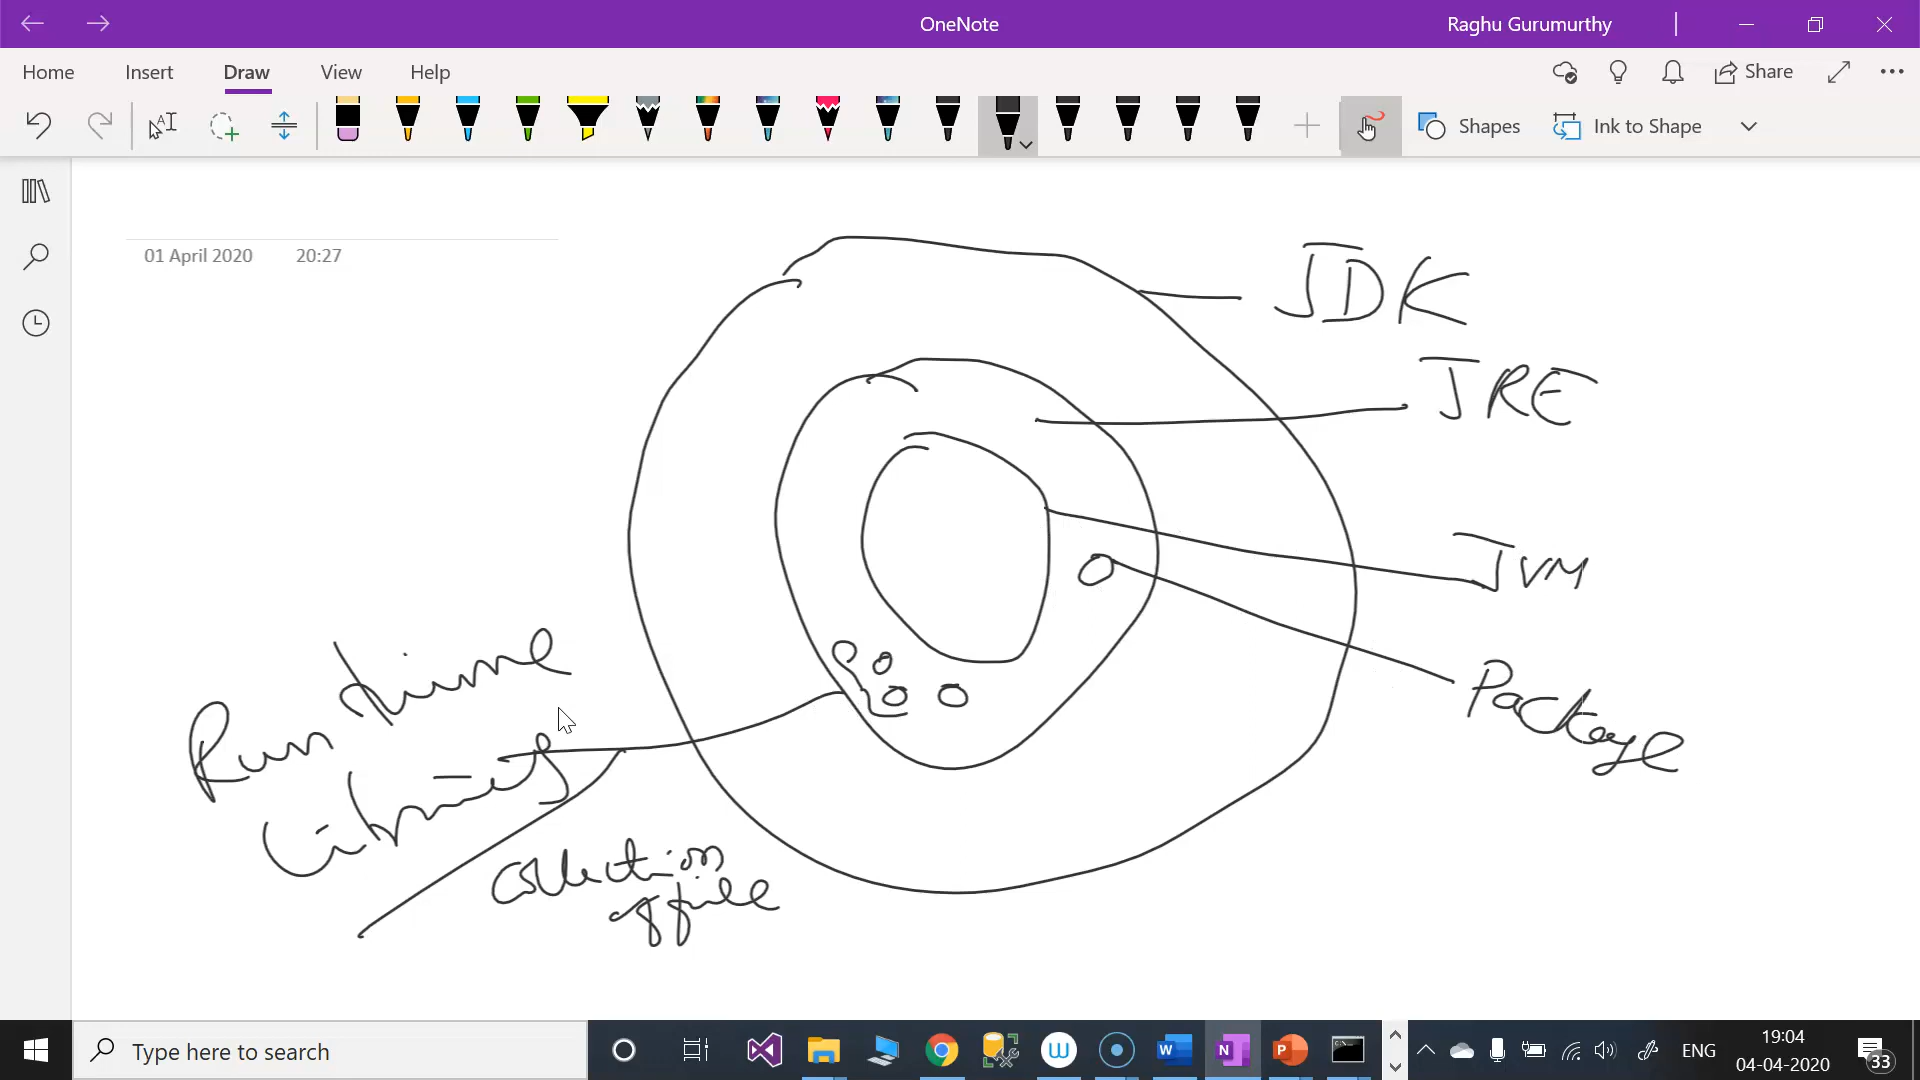 OneNote
Raghu Gurumurthy
Home Insert Draw View Help
Share
Shapes
Ink to Shape
01 April 2020 20:27
JDK
JRE
JVM
Package
Run time
collection
of file
Type here to search
ENG
19:04
04-04-2020
33